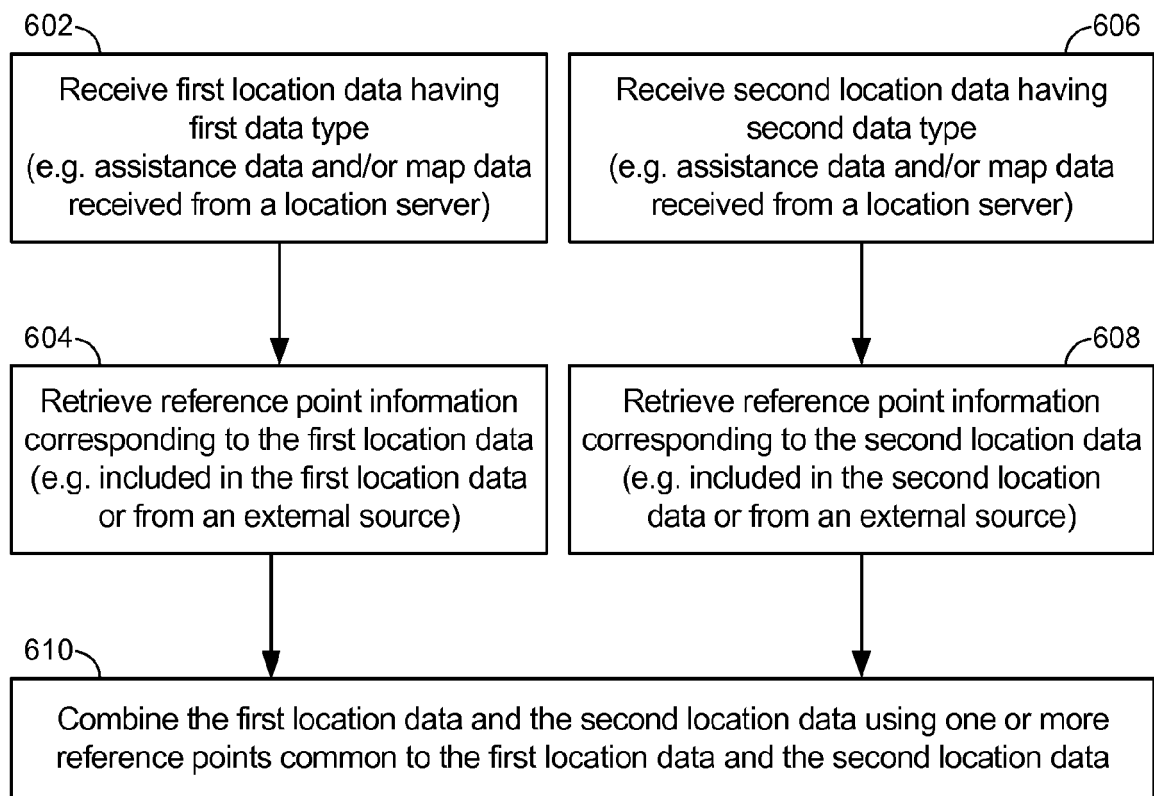 602
Receive first location data having
first data type
(e.g. assistance data and/or map data
received from a location server)
606
Receive second location data having
second data type
(e.g. assistance data and/or map data
received from a location server)
604
Retrieve reference point information
corresponding to the first location data
(e.g. included in the first location data
or from an external source)
608
Retrieve reference point information
corresponding to the second location data
(e.g. included in the second location
data or from an external source)
610
Combine the first location data and the second location data using one or more
reference points common to the first location data and the second location data